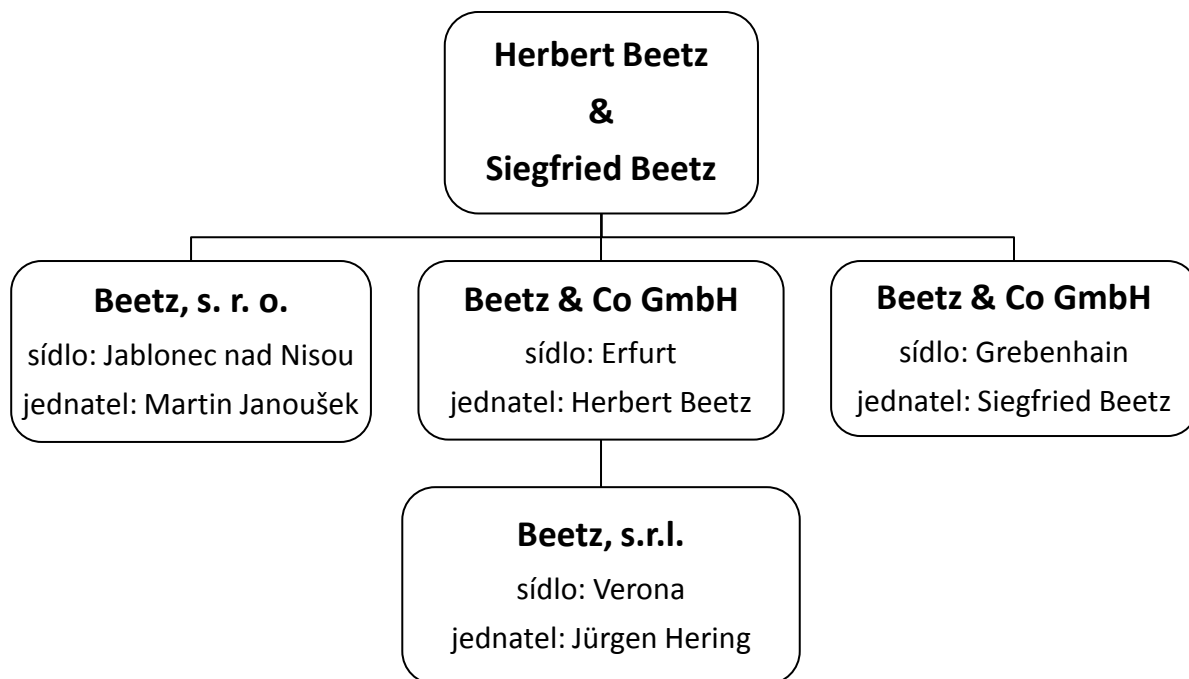 Herbert Beetz
&
Siegfried Beetz
Beetz, s. r. o.
sídlo: Jablonec nad Nisou
jednatel: Martin Janoušek
Beetz & Co GmbH
sídlo: Erfurt
jednatel: Herbert Beetz
Beetz & Co GmbH
sídlo: Grebenhain
jednatel: Siegfried Beetz
Beetz, s.r.l.
sídlo: Verona
jednatel: Jürgen Hering